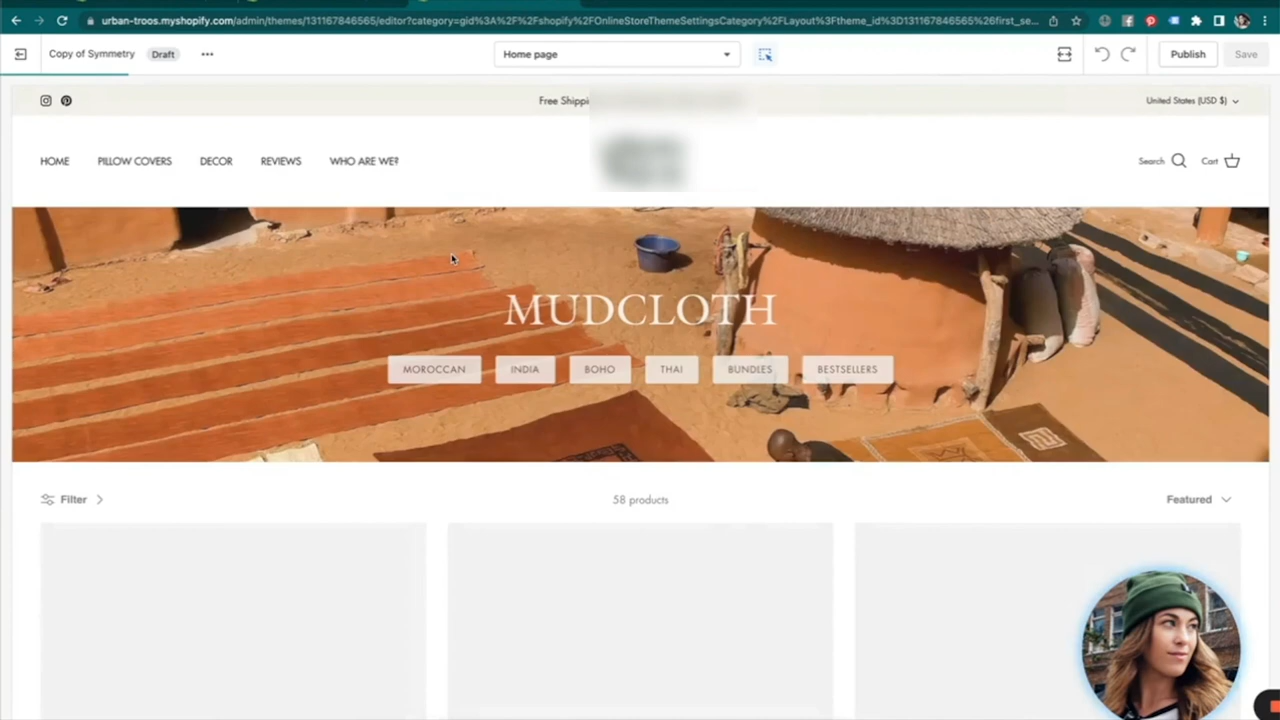 urban-troos.myshopify.com/admin/themes/131167846565/editor?category=gid%3A%2F%2Fshopify%2FOnlineStoreThemeSettingsCategory%2FLayout%3Ftheme_id%3D131167846565%26first_se...
Copy of Symmetry Draft ••• Home page Publish Save
Free Shippi United States (USD $)
HOME PILLOW COVERS DECOR REVIEWS WHO ARE WE? Search Cart
MUDCLOTH
MOROCCAN INDIA BOHO THAI BUNDLES BESTSELLERS
Filter 58 products Featured